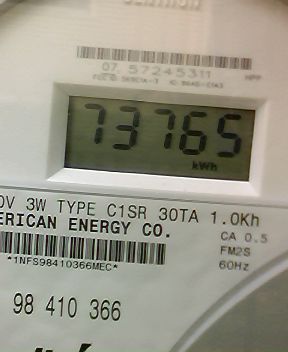 07 57245311 HPP
73765
kWh
0V 3W TYPE C1SR 30TA 1.0Kh
ERICAN ENERGY CO.
CA 0.5
FM2S
*1NFS98410366MEC*
60Hz
98 410 366